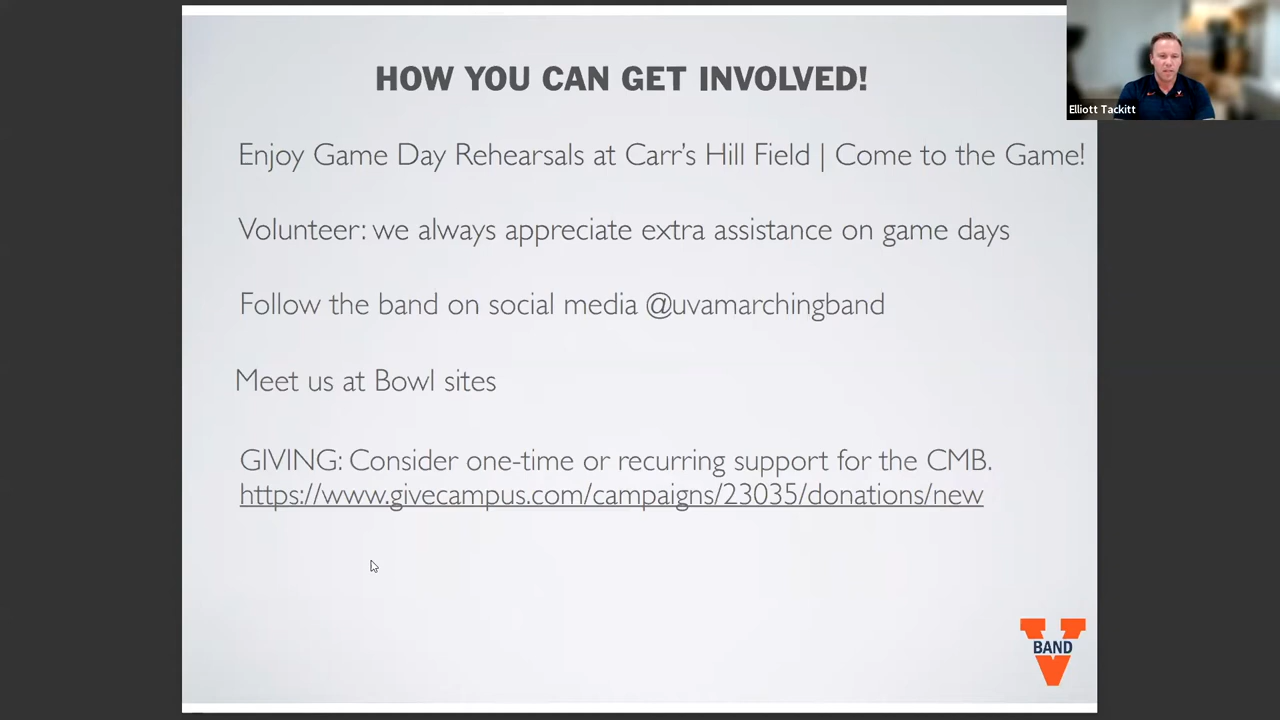 HOW YOU CAN GET INVOLVED!
Elliott Tackitt
Enjoy Game Day Rehearsals at Carr's Hill Field | Come to the Game!
Volunteer: we always appreciate extra assistance on game days
Follow the band on social media @uvamarchingband
Meet us at Bowl sites
GIVING: Consider one-time or recurring support for the CMB.
https://www.givecampus.com/campaigns/23035/donations/new
V
BAND